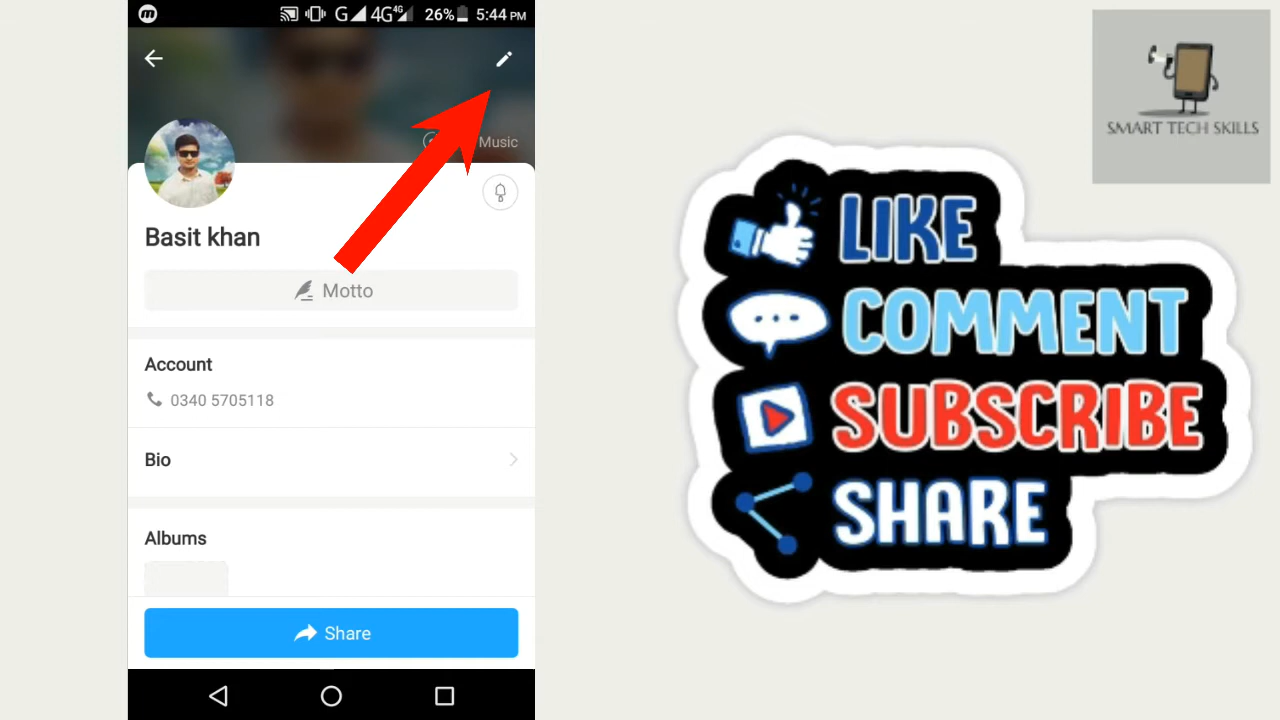 G 4G 4G 26% 5:44 PM
Music
Basit khan
Motto
Account
0340 5705118
Bio
Albums
Share
SMART TECH SKILLS
LIKE
COMMENT
SUBSCRIBE
SHARE